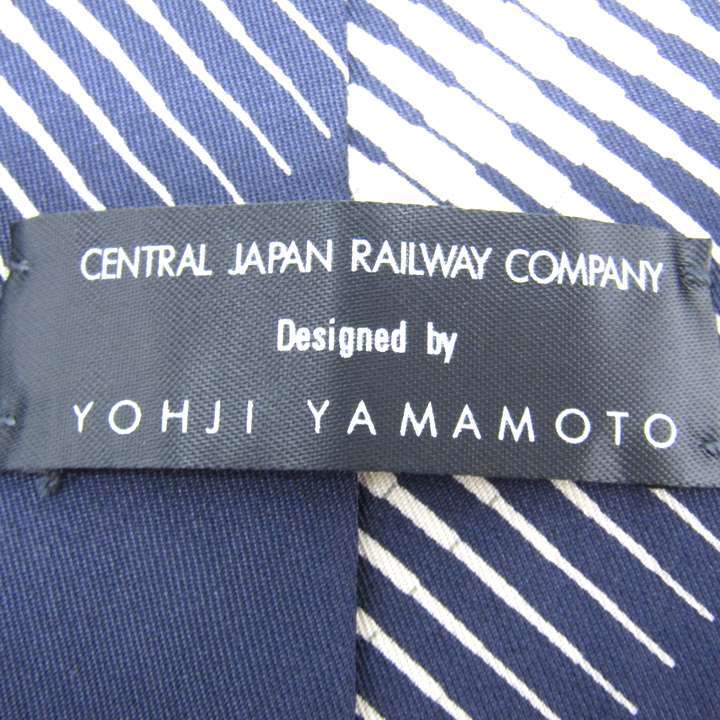 CENTRAL JAPAN RAILWAY COMPANY
Designed by
YOHJI YAMAMOTO